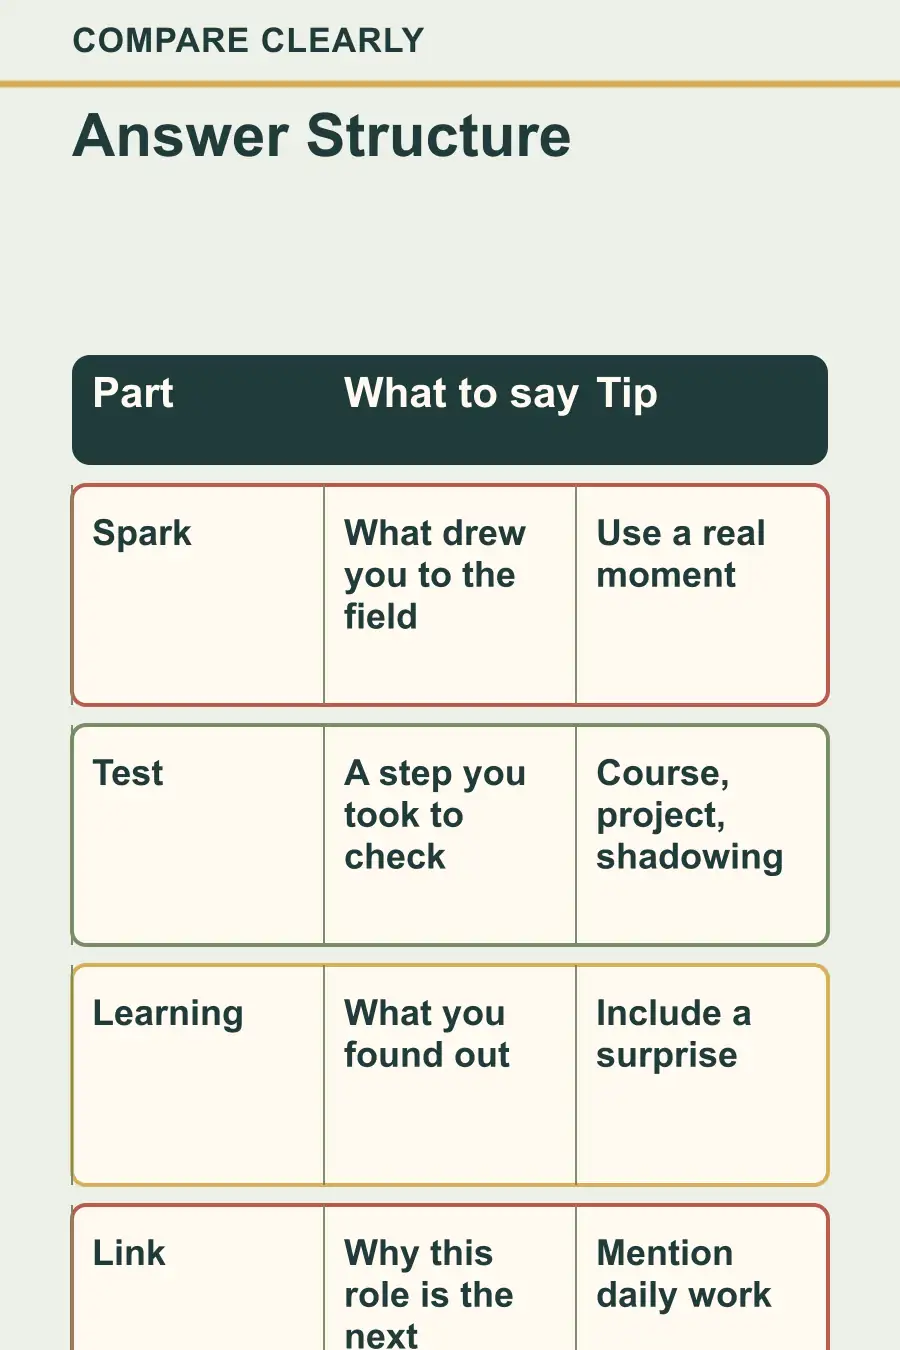 COMPARE CLEARLY
Answer Structure
Part
What to say
Tip
Spark
What drew
you to the
field
Use a real
moment
Test
A step you
took to
check
Course,
project,
shadowing
Learning
What you
found out
Include a
surprise
Link
Why this
role is the
next
Mention
daily work